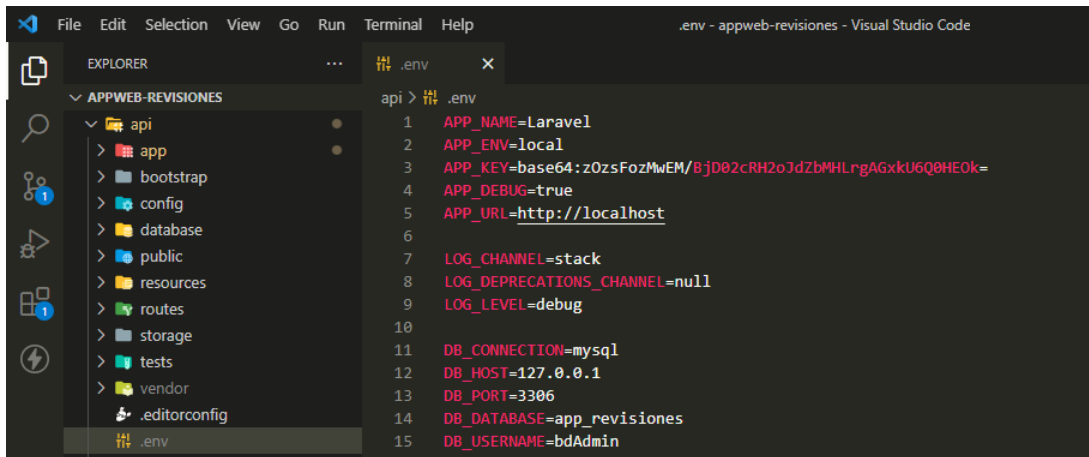 File Edit Selection View Go Run Terminal Help .env - appweb-revisiones - Visual Studio Code
EXPLORER ...
.env
APPWEB-REVISIONES
api
app
bootstrap
config
database
public
resources
routes
storage
tests
vendor
.editorconfig
.env
1
1
api > .env
1 APP_NAME=Laravel
2 APP_ENV=local
3 APP_KEY=base64:zOzsFozMwEM/BjD02cRH2oJdZbMHLrgAGxkU6Q0HEOk=
4 APP_DEBUG=true
5 APP_URL=http://localhost
6
7 LOG_CHANNEL=stack
8 LOG_DEPRECATIONS_CHANNEL=null
9 LOG_LEVEL=debug
10
11 DB_CONNECTION=mysql
12 DB_HOST=127.0.0.1
13 DB_PORT=3306
14 DB_DATABASE=app_revisiones
15 DB_USERNAME=bdAdmin